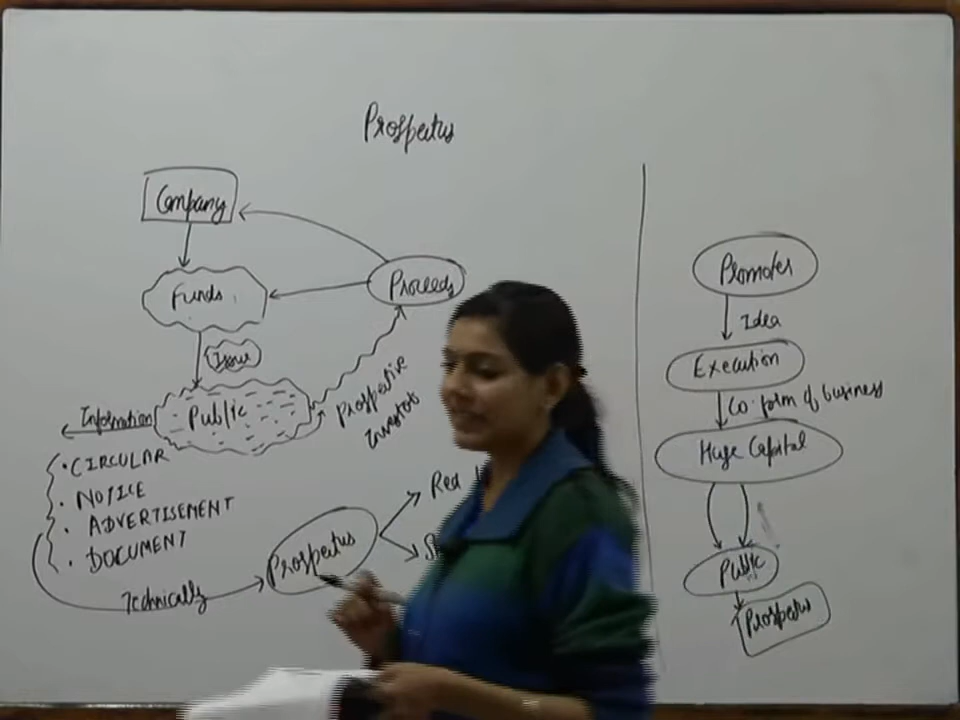 Prospectus
Company
Funds
Issue
Public
Proceeds
Prospective
Investors
Information
• CIRCULAR
• NOTICE
• ADVERTISEMENT
• DOCUMENT
Technically
Prospectus
Red
Promoter
Idea
Execution
Co. form of business
Huge Capital
Public
Prospectus